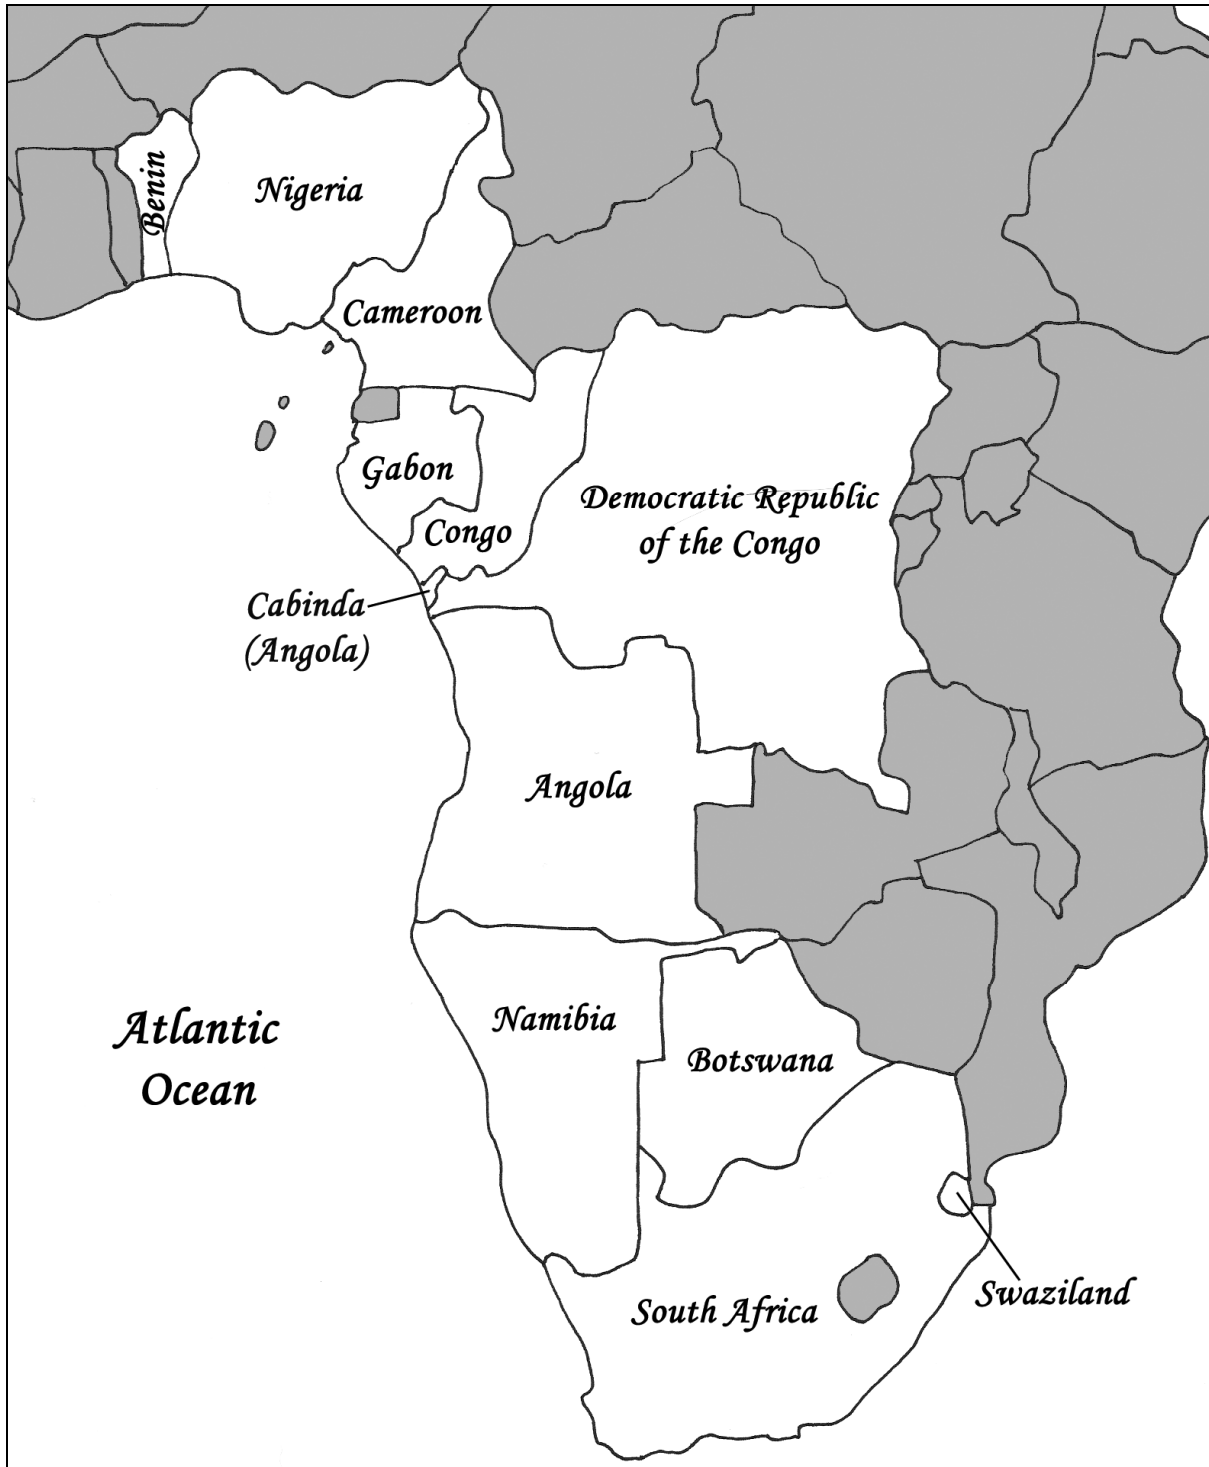 Benin
Nigeria
Cameroon
Gabon
Congo
Democratic Republic
of the Congo
Cabinda
(Angola)
Angola
Atlantic
Ocean
Namibia
Botswana
Swaziland
South Africa